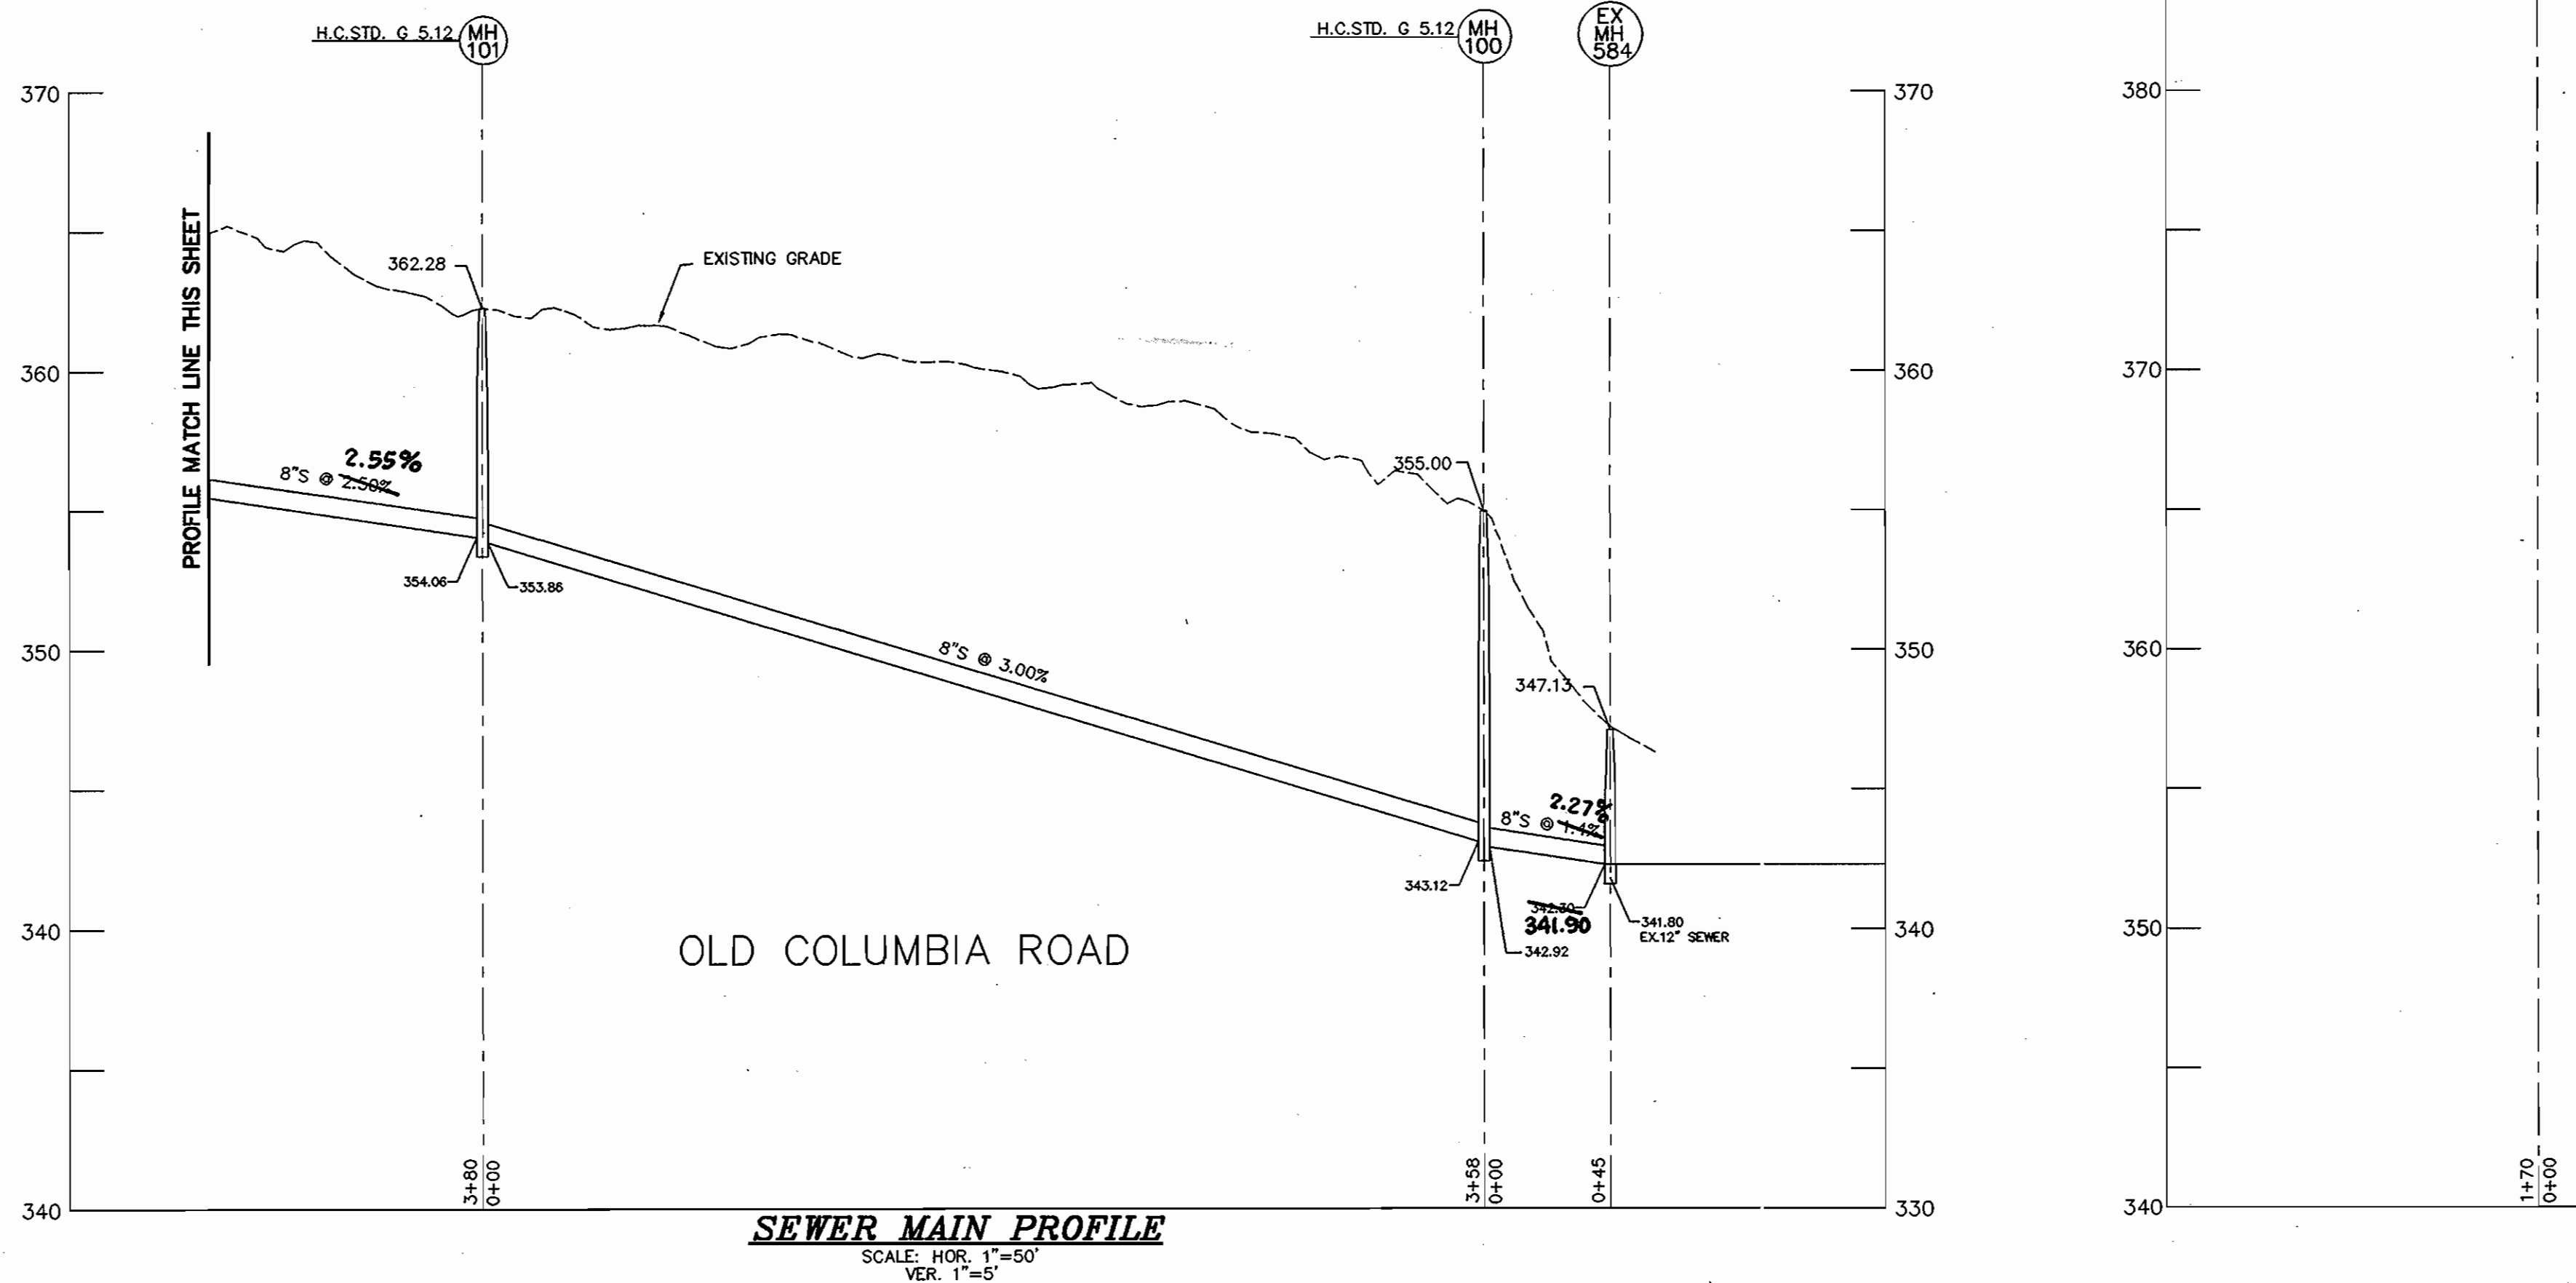 H.C.STD. G 5.12
MH
101
H.C.STD. G 5.12
MH
100
EX
MH
584
370
360
350
340
340
PROFILE MATCH LINE THIS SHEET
362.28
EXISTING GRADE
2.55%
8"S @ 2.50%
354.06
353.86
8"S @ 3.00%
355.00
347.13
2.27%
8"S @ 1.4%
343.12
342.30
341.90
342.92
341.80
EX.12" SEWER
OLD COLUMBIA ROAD
370
360
350
340
330
3+80
0+00
3+58
0+00
0+45
SEWER MAIN PROFILE
SCALE: HOR. 1"=50'
VER. 1"=5'
380
370
360
350
340
1+70
0+00